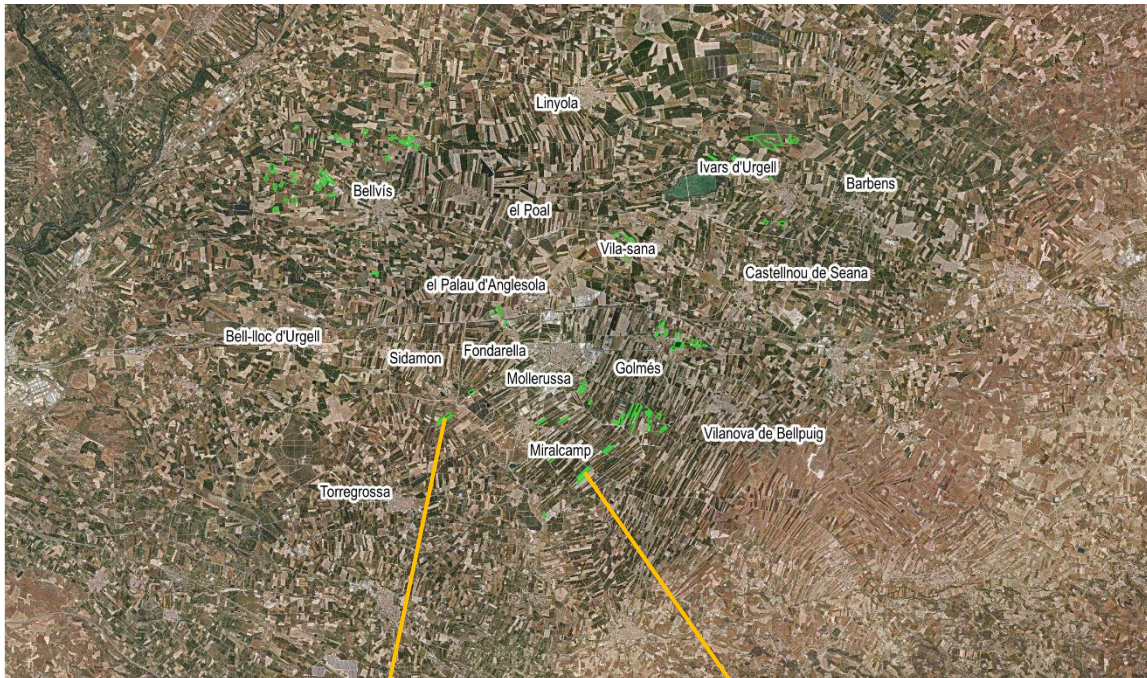 Linyola
Ivars d'Urgell
Barbens
Bellvís
el Poal
Vila-sana
Castellnou de Seana
el Palau d'Anglesola
Bell-lloc d'Urgell
Sidamon
Fondarella
Mollerussa
Golmés
Vilanova de Bellpuig
Miralcamp
Torregrossa